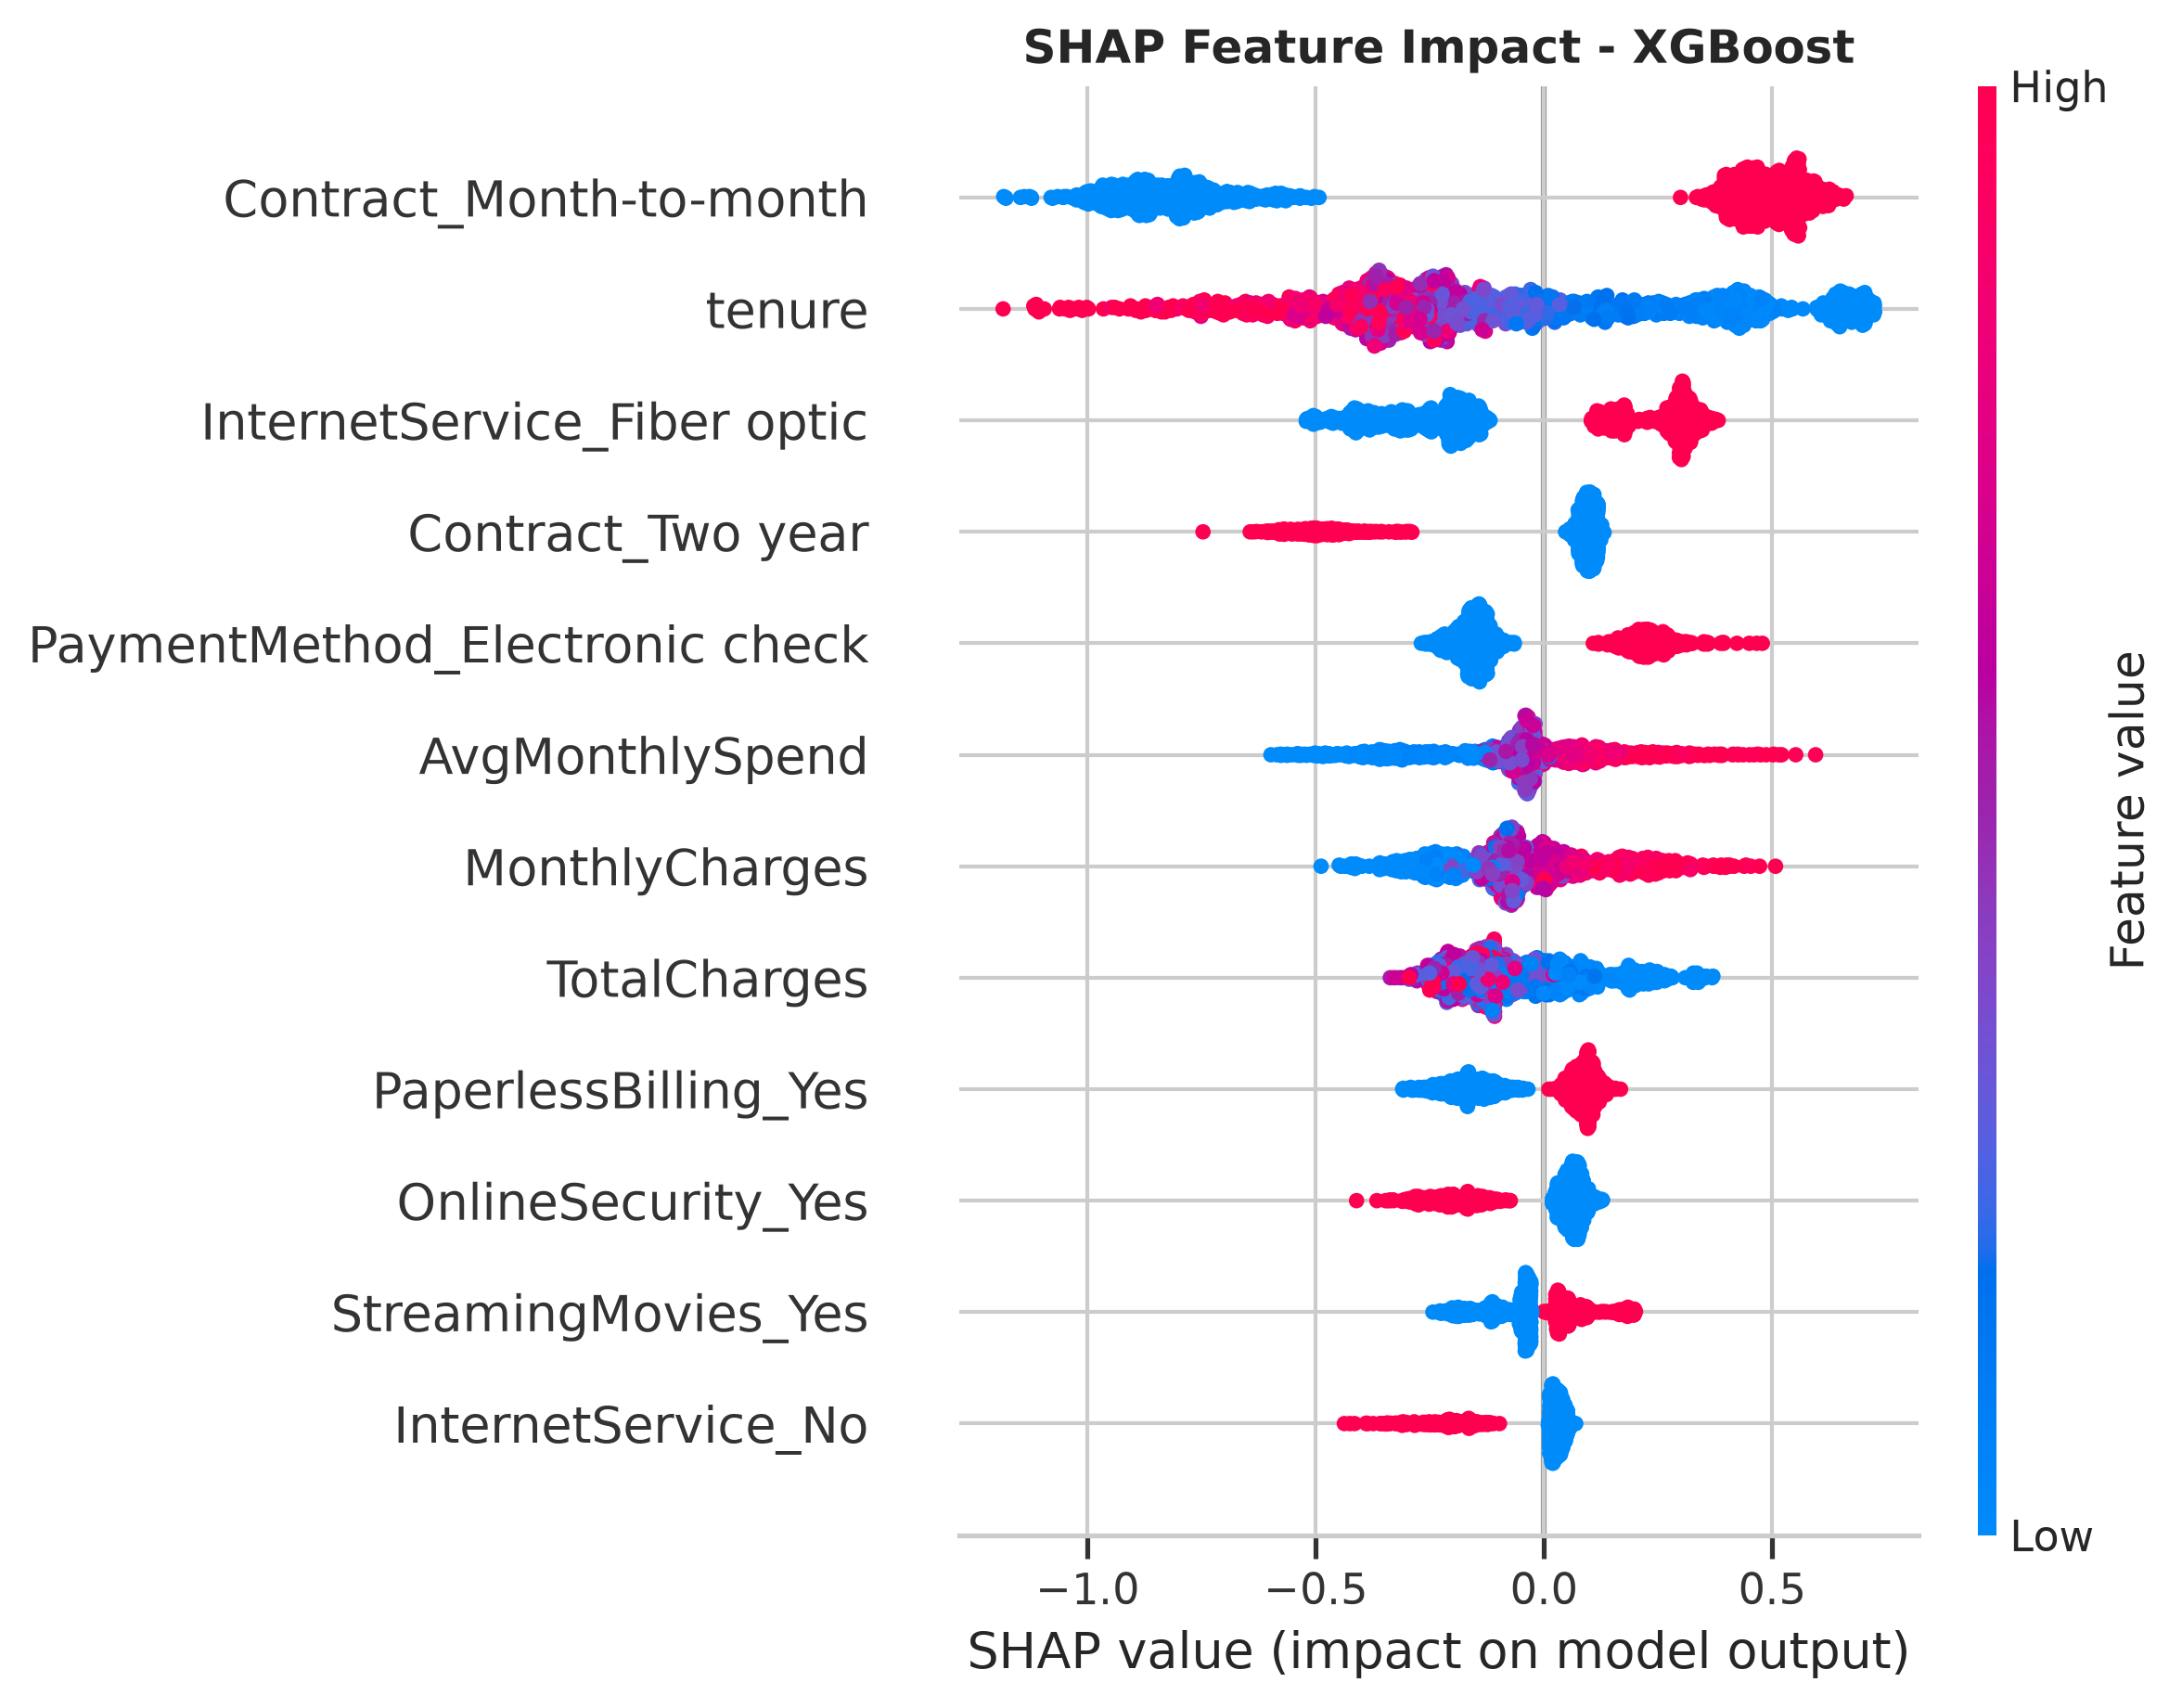 SHAP Feature Impact - XGBoost
High
Contract_Month-to-month
tenure
InternetService_Fiber optic
Contract_Two year
PaymentMethod_Electronic check
AvgMonthlySpend
MonthlyCharges
TotalCharges
PaperlessBilling_Yes
OnlineSecurity_Yes
StreamingMovies_Yes
InternetService_No
Feature value
Low
−1.0
−0.5
0.0
0.5
SHAP value (impact on model output)